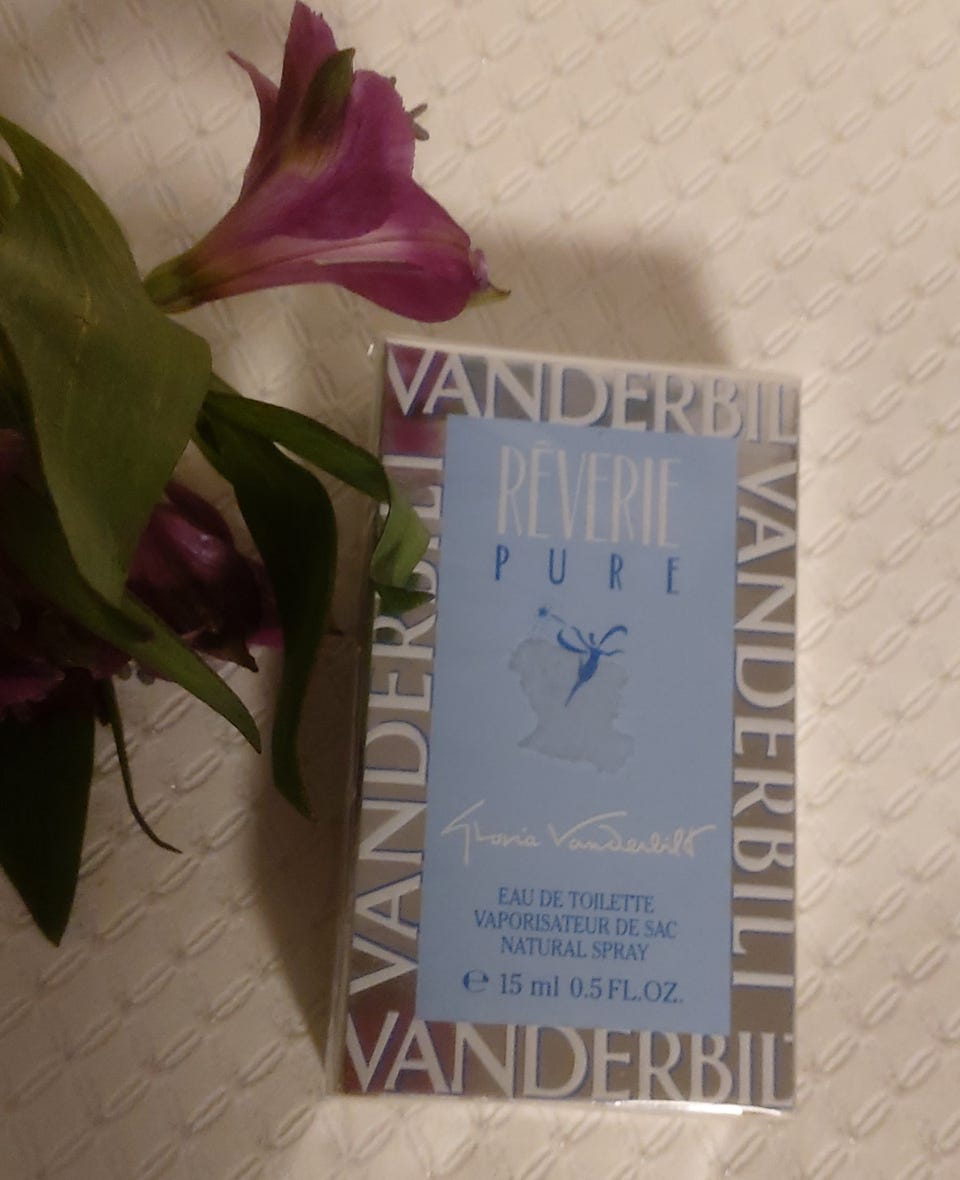 VANDERBILT
RÊVERIE
PURE
Gloria Vanderbilt
EAU DE TOILETTE
VAPORISATEUR DE SAC
NATURAL SPRAY
e 15 ml 0.5 FL.OZ.
VANDERBILT
VANDERBILT
VANDERBILT